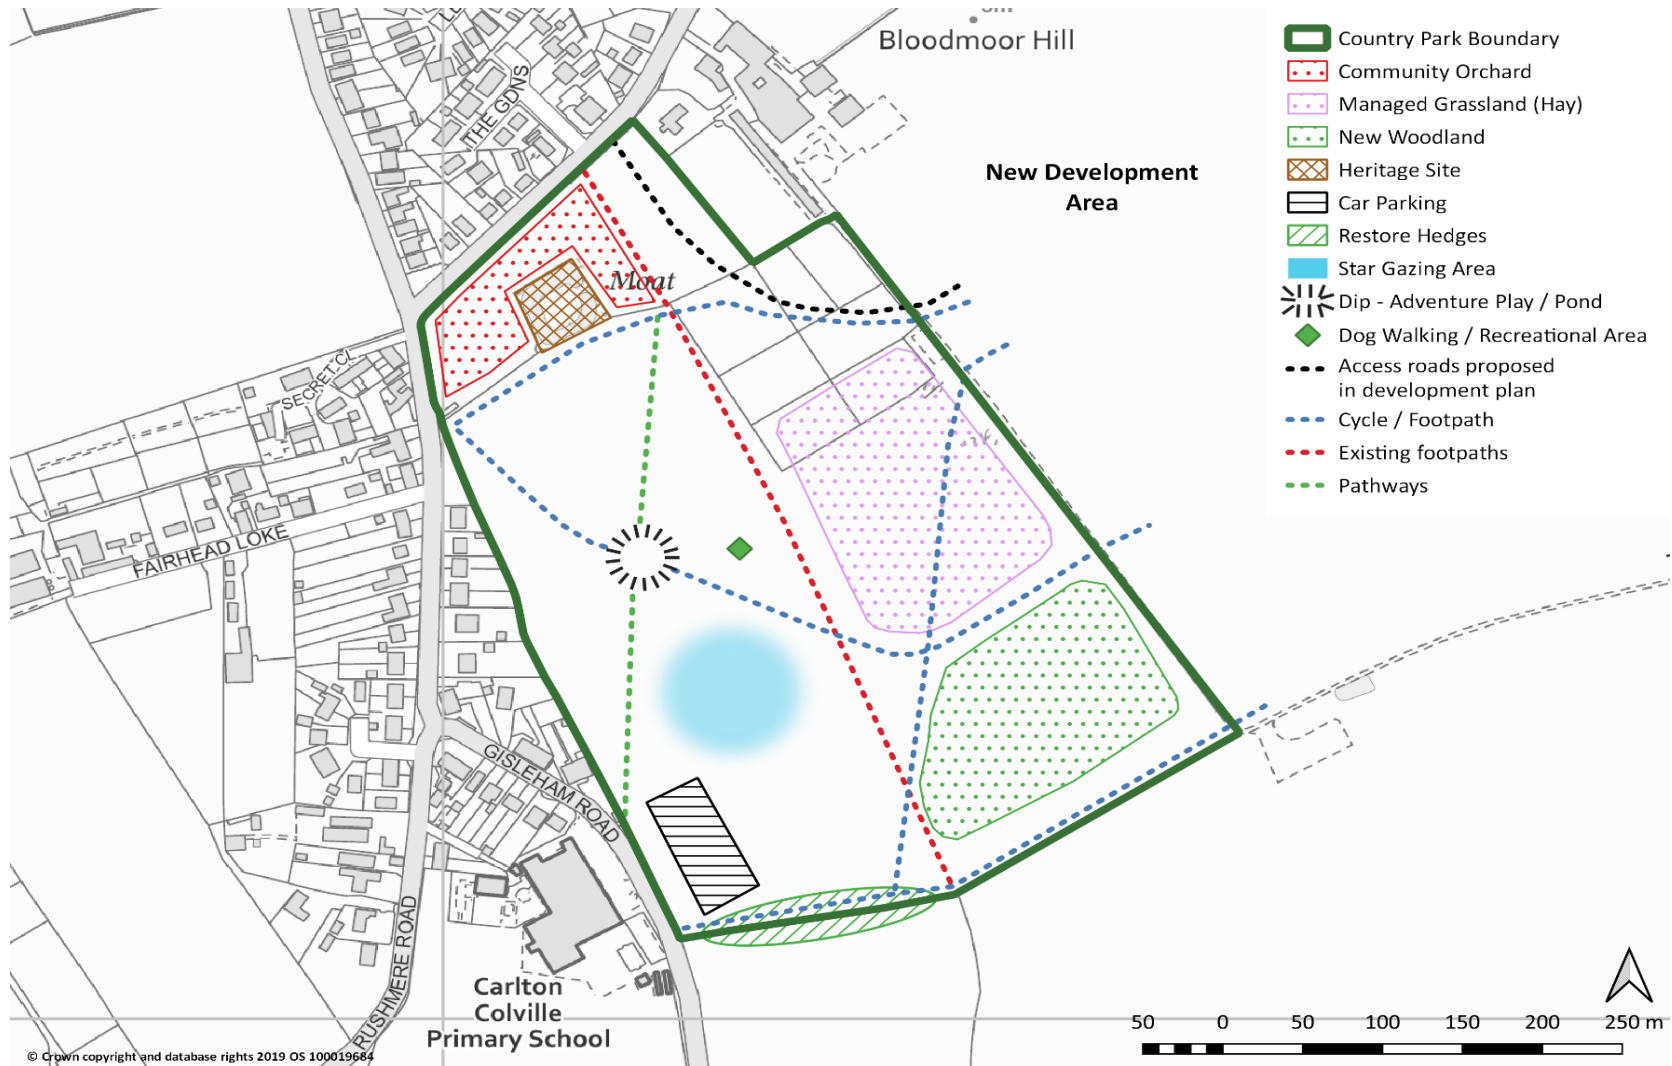 Bloodmoor Hill
THE GDNS
New Development
Area
Moat
SECRET CL
FAIRHEAD LOKE
GISLEHAM ROAD
RUSHMERE ROAD
Carlton
Colville
Primary School
© Crown copyright and database rights 2019 OS 100019684
Country Park Boundary
Community Orchard
Managed Grassland (Hay)
New Woodland
Heritage Site
Car Parking
Restore Hedges
Star Gazing Area
Dip - Adventure Play / Pond
Dog Walking / Recreational Area
Access roads proposed
in development plan
Cycle / Footpath
Existing footpaths
Pathways
50 0 50 100 150 200 250 m